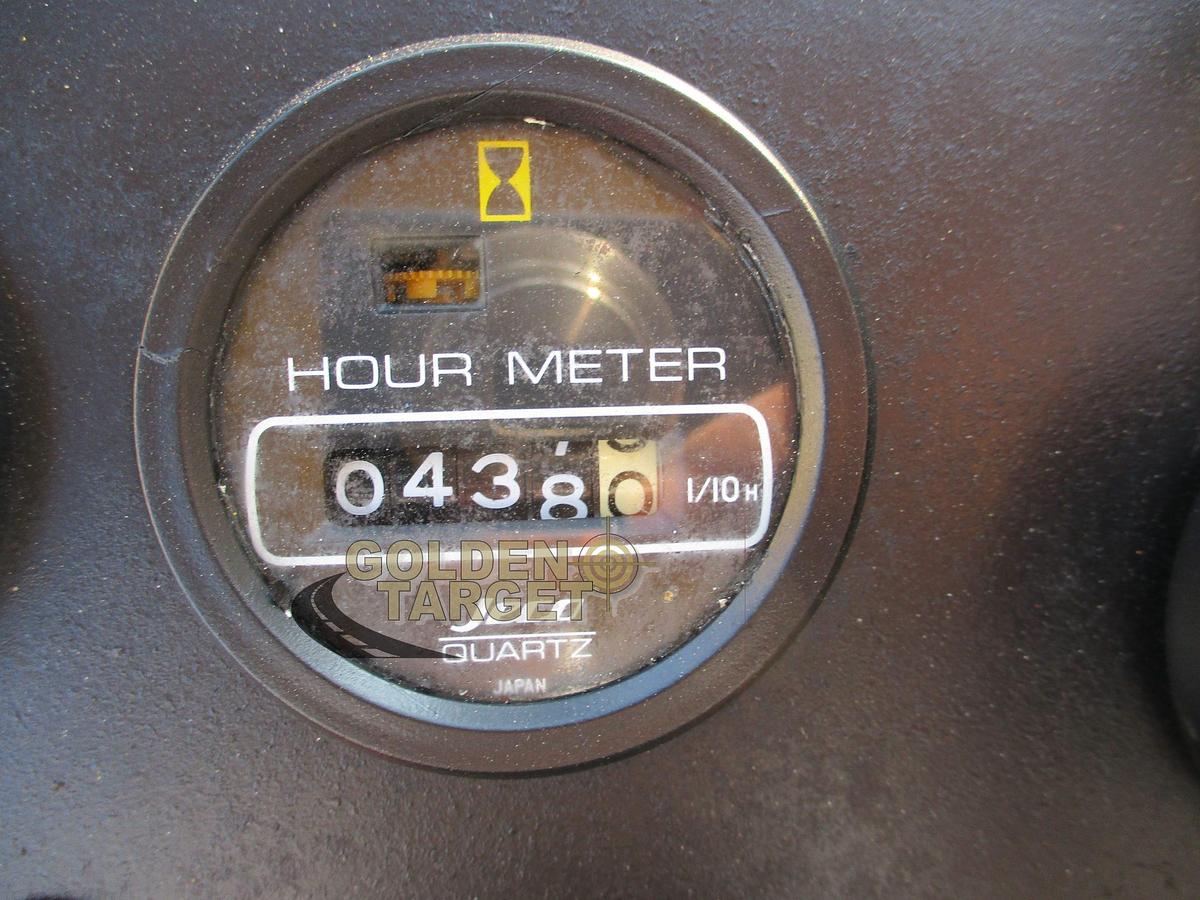 HOUR METER
04380 1/10H
GOLDEN
TARGET
QUARTZ
JAPAN